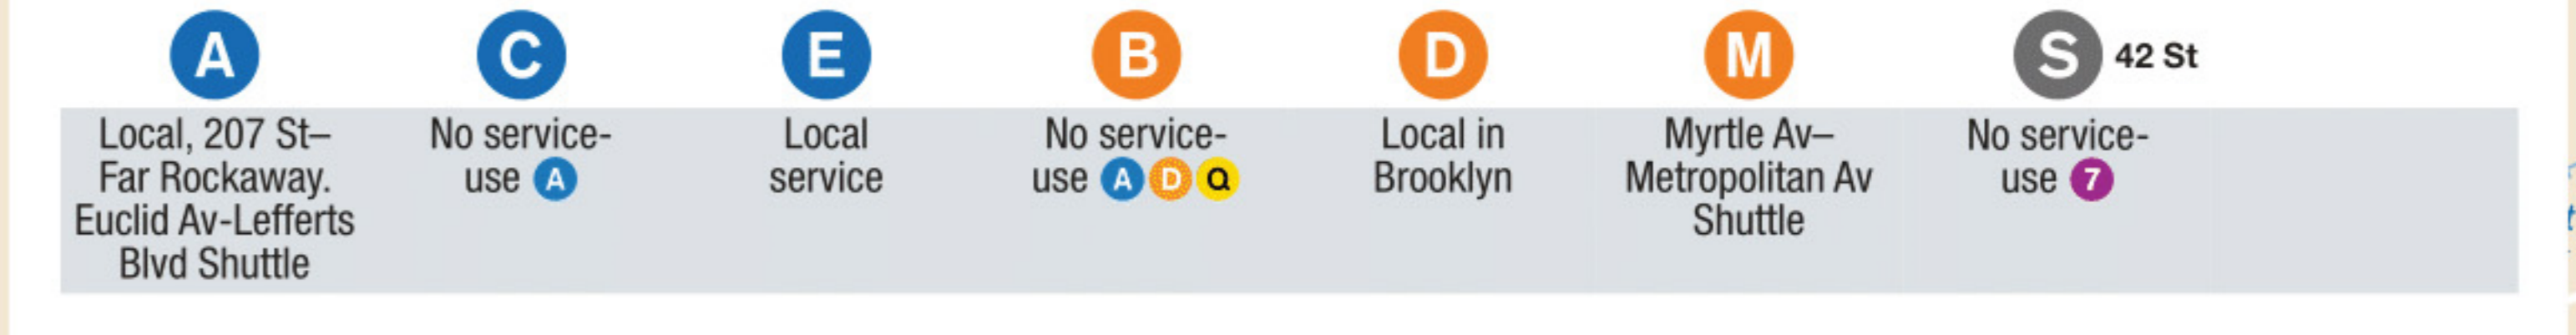 A C E B D M S 42 St
Local, 207 St–
Far Rockaway.
Euclid Av-Lefferts
Blvd Shuttle
No service-
use A
Local
service
No service-
use A D Q
Local in
Brooklyn
Myrtle Av–
Metropolitan Av
Shuttle
No service-
use 7